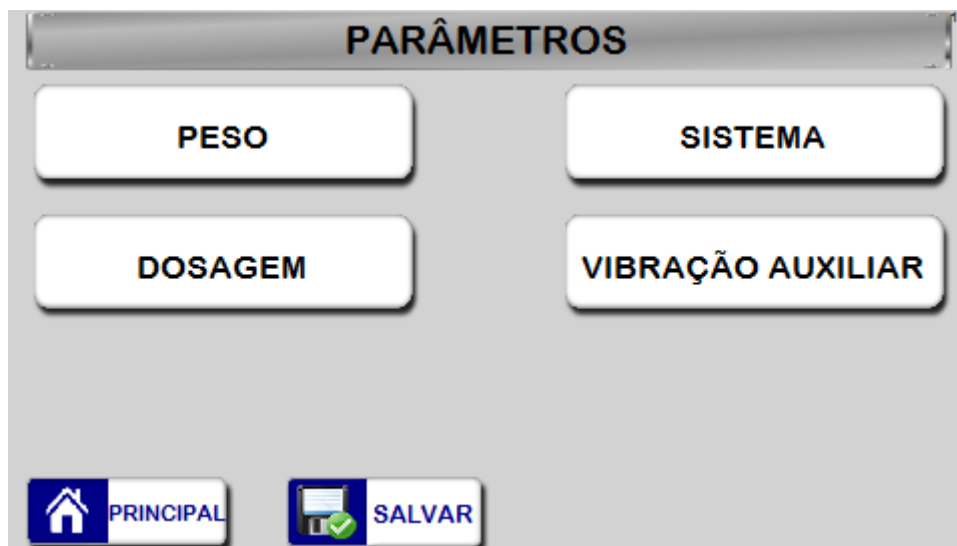 PARÂMETROS
PESO
SISTEMA
DOSAGEM
VIBRAÇÃO AUXILIAR
PRINCIPAL
SALVAR